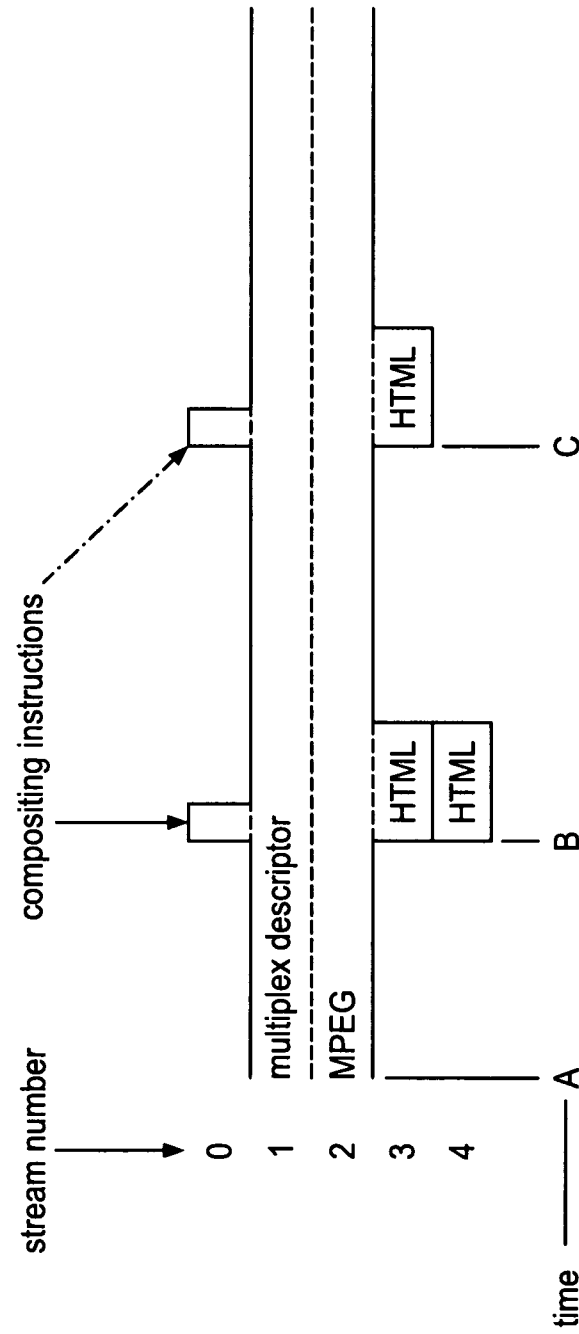 stream number
compositing instructions
0
1
multiplex descriptor
2
MPEG
3
HTML
HTML
4
HTML
time
A
B
C